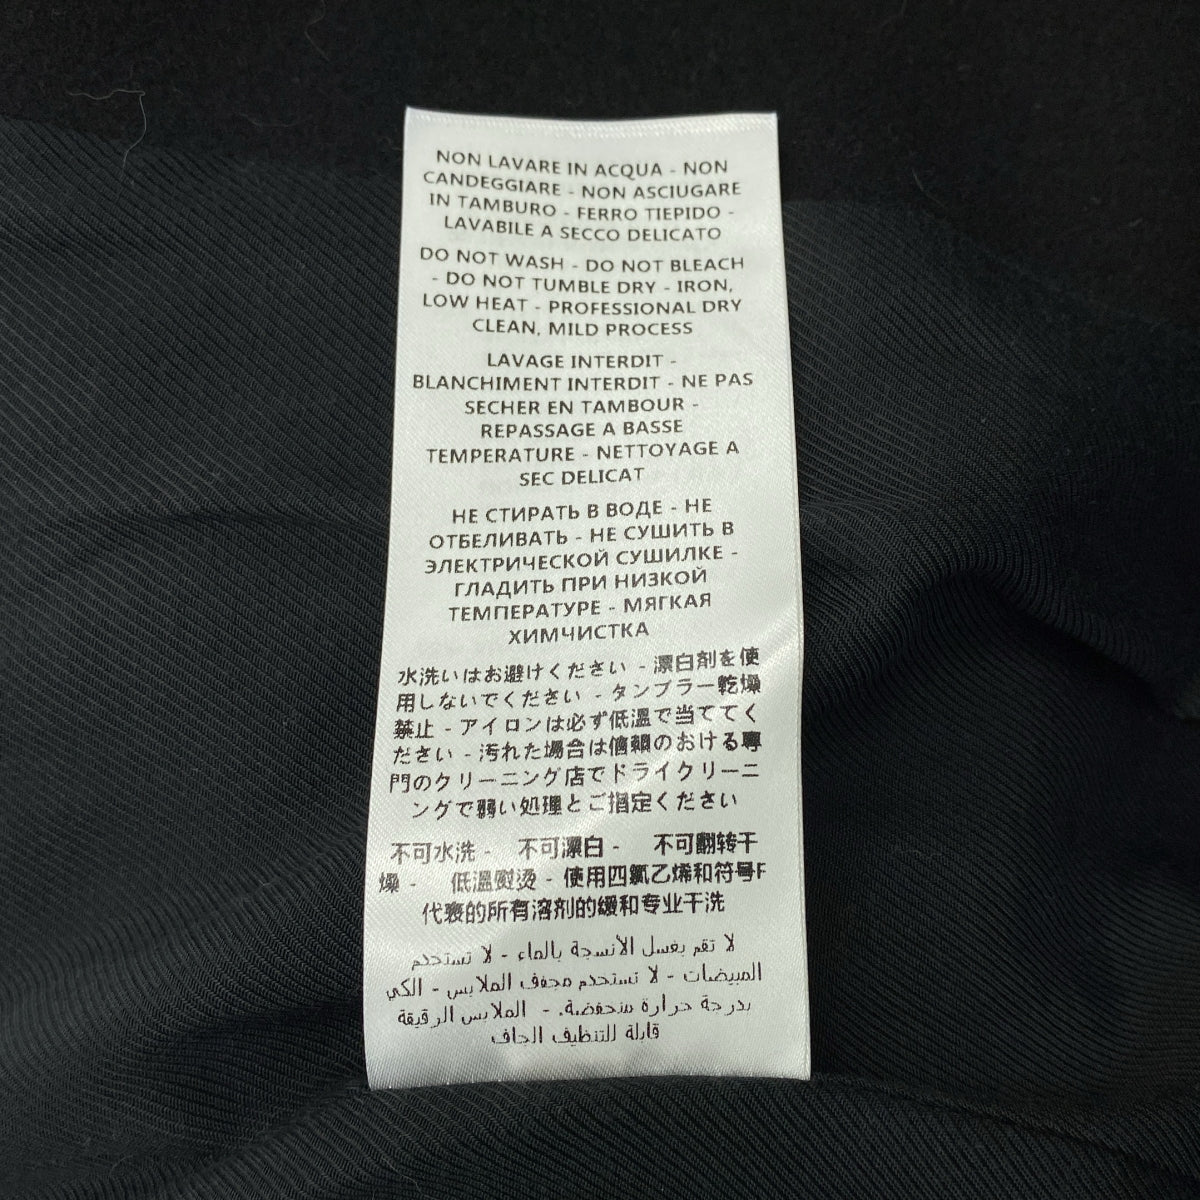 NON LAVARE IN ACQUA - NON
CANDEGGIARE - NON ASCIUGARE
IN TAMBURO - FERRO TIEPIDO -
LAVABILE A SECCO DELICATO
DO NOT WASH - DO NOT BLEACH
- DO NOT TUMBLE DRY - IRON,
LOW HEAT - PROFESSIONAL DRY
CLEAN, MILD PROCESS
LAVAGE INTERDIT -
BLANCHIMENT INTERDIT - NE PAS
SECHER EN TAMBOUR -
REPASSAGE A BASSE
TEMPERATURE - NETTOYAGE A
SEC DELICAT
НЕ СТИРАТЬ В ВОДЕ - НЕ
ОТБЕЛИВАТЬ - НЕ СУШИТЬ В
ЭЛЕКТРИЧЕСКОЙ СУШИЛКЕ -
ГЛАДИТЬ ПРИ НИЗКОЙ
ТЕМПЕРАТУРЕ - МЯГКАЯ
ХИМЧИСТКА
水洗いはお避けください - 漂白剤を使
用しないでください - タンブラー乾燥
禁止 - アイロンは必ず低温で当ててく
ださい - 汚れた場合は信頼のおける専
門のクリーニング店でドライクリーニ
ングで弱い処理とご指定ください
不可水洗 - 不可漂白 - 不可翻转干
燥 - 低溫熨烫 - 使用四氯乙烯和符号F
代表的所有溶剂的缓和专业干洗
لا تقم بغسل الأنسجة بالماء - لا تستخدم
المبيضات - لا تستخدم مجفف الملابس - الكي
بدرجة حرارة منخفضة. - الملابس الرقيقة
قابلة للتنظيف الجاف